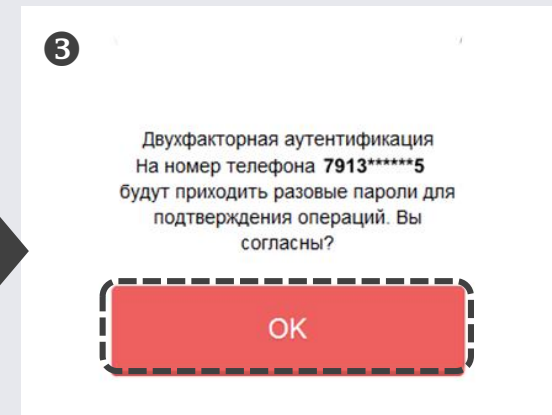 ❸
Двухфакторная аутентификация
На номер телефона 7913******5
будут приходить разовые пароли для
подтверждения операций. Вы
согласны?
OK